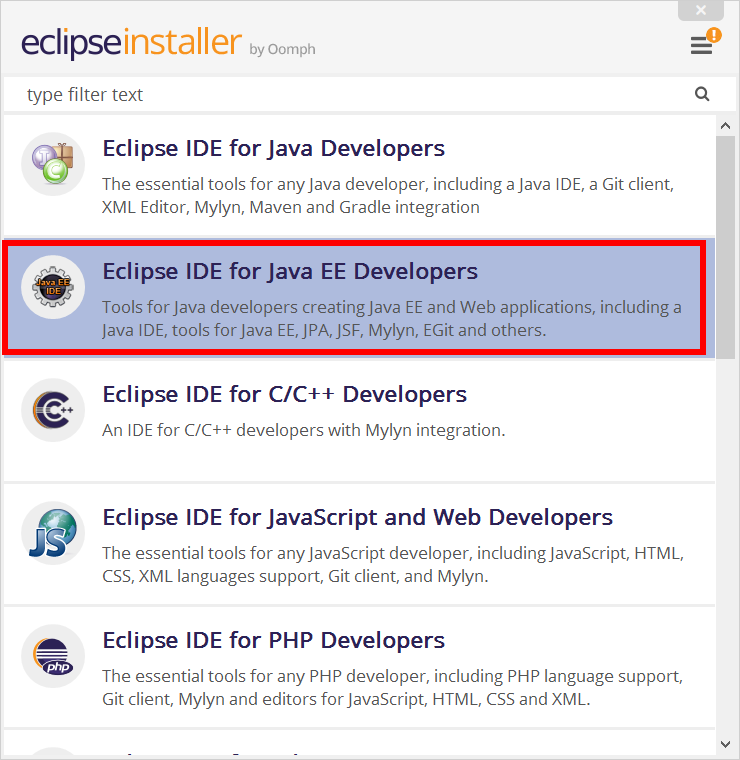 eclipseinstaller by Oomph
!
type filter text
Eclipse IDE for Java Developers
The essential tools for any Java developer, including a Java IDE, a Git client,
XML Editor, Mylyn, Maven and Gradle integration
Java EE
IDE
Eclipse IDE for Java EE Developers
Tools for Java developers creating Java EE and Web applications, including a
Java IDE, tools for Java EE, JPA, JSF, Mylyn, EGit and others.
C++
Eclipse IDE for C/C++ Developers
An IDE for C/C++ developers with Mylyn integration.
JS
Eclipse IDE for JavaScript and Web Developers
The essential tools for any JavaScript developer, including JavaScript, HTML,
CSS, XML languages support, Git client, and Mylyn.
php
Eclipse IDE for PHP Developers
The essential tools for any PHP developer, including PHP language support,
Git client, Mylyn and editors for JavaScript, HTML, CSS and XML.